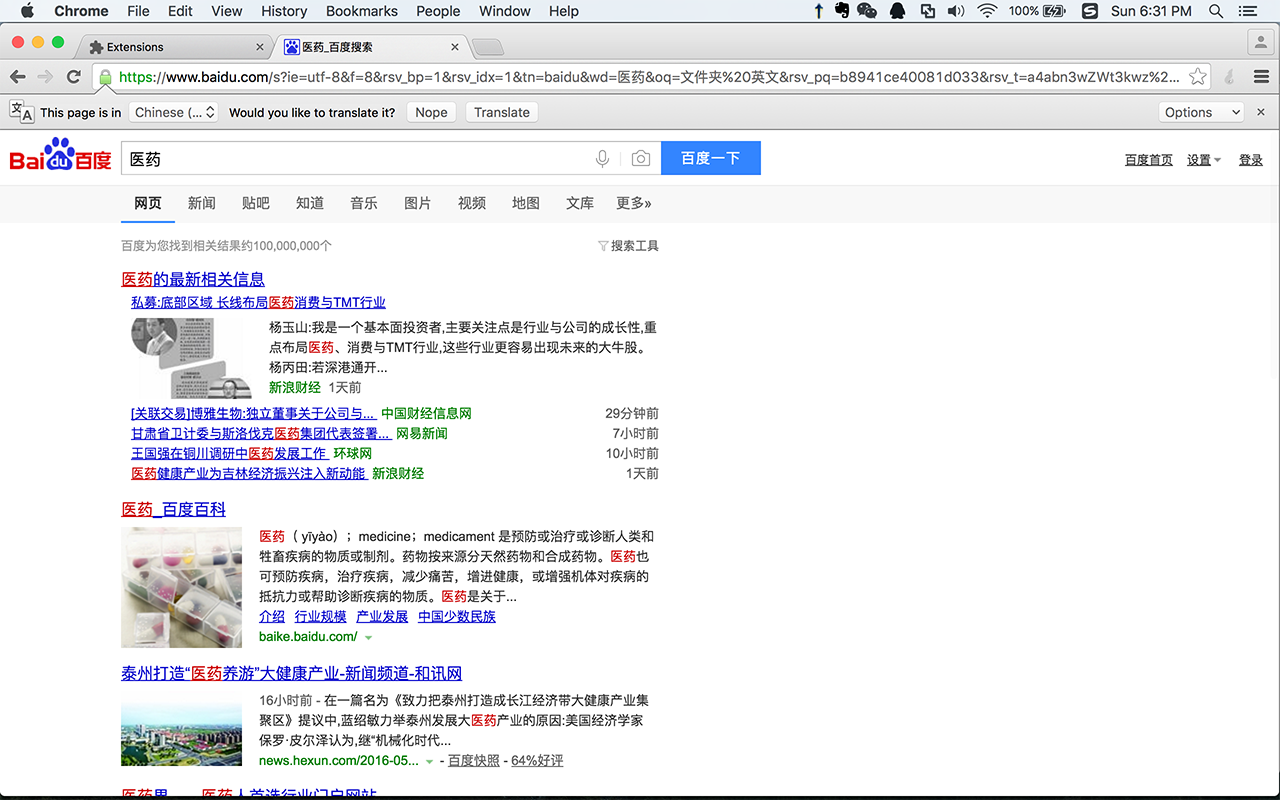 Chrome File Edit View History Bookmarks People Window Help 100% Sun 6:31 PM
Extensions 医药_百度搜索
https://www.baidu.com/s?ie=utf-8&f=8&rsv_bp=1&rsv_idx=1&tn=baidu&wd=医药&oq=文件夹%20英文&rsv_pq=b8941ce40081d033&rsv_t=a4abn3wZWt3kwz%2...
This page is in Chinese (... Would you like to translate it? Nope Translate Options
Bai du 百度 医药 百度一下 百度首页 设置 登录
网页 新闻 贴吧 知道 音乐 图片 视频 地图 文库 更多»
百度为您找到相关结果约100,000,000个 搜索工具
医药的最新相关信息
私募:底部区域 长线布局医药消费与TMT行业
杨玉山:我是一个基本面投资者,主要关注点是行业与公司的成长性,重
点布局医药、消费与TMT行业,这些行业更容易出现未来的大牛股。
杨丙田:若深港通开...
新浪财经 1天前
[关联交易]博雅生物:独立董事关于公司与... 中国财经信息网 29分钟前
甘肃省卫计委与斯洛伐克医药集团代表签署... 网易新闻 7小时前
王国强在铜川调研中医药发展工作 环球网 10小时前
医药健康产业为吉林经济振兴注入新动能 新浪财经 1天前
医药_百度百科
医药（ yīyào）；medicine；medicament 是预防或治疗或诊断人类和
牲畜疾病的物质或制剂。药物按来源分天然药物和合成药物。医药也
可预防疾病，治疗疾病，减少痛苦，增进健康，或增强机体对疾病的
抵抗力或帮助诊断疾病的物质。医药是关于...
介绍 行业规模 产业发展 中国少数民族
baike.baidu.com/
泰州打造“医药养游”大健康产业-新闻频道-和讯网
16小时前 - 在一篇名为《致力把泰州打造成长江经济带大健康产业集
聚区》提议中,蓝绍敏力举泰州发展大医药产业的原因:美国经济学家
保罗·皮尔泽认为,继“机械化时代...
news.hexun.com/2016-05... - 百度快照 - 64%好评